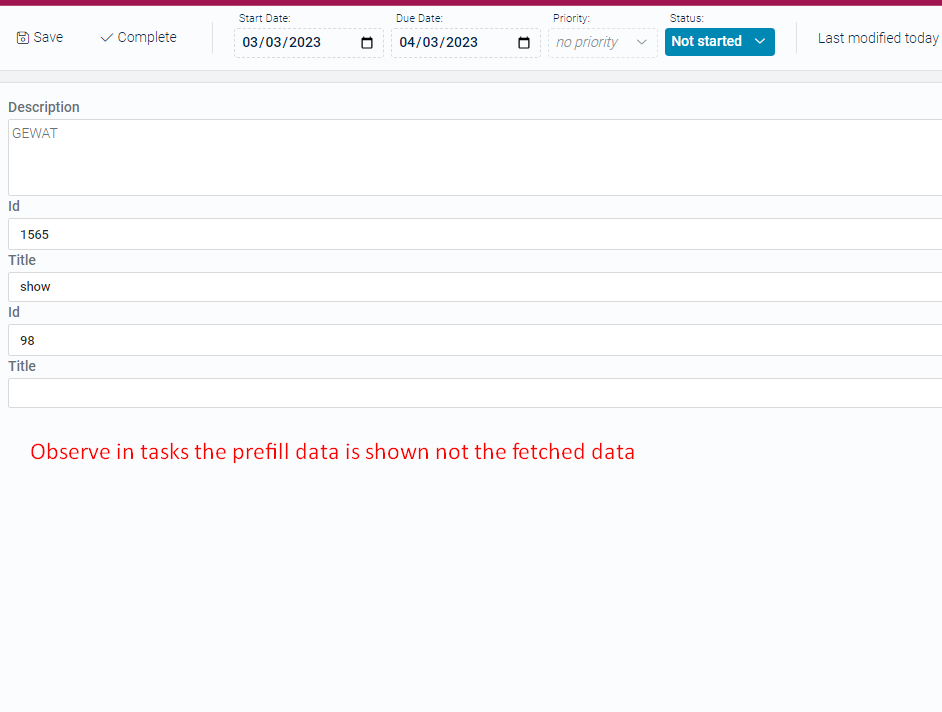 Save
Complete
Start Date:
03/03/2023
Due Date:
04/03/2023
Priority:
no priority
Status:
Not started
Last modified today
Description
GEWAT
Id
1565
Title
show
Id
98
Title
Observe in tasks the prefill data is shown not the fetched data